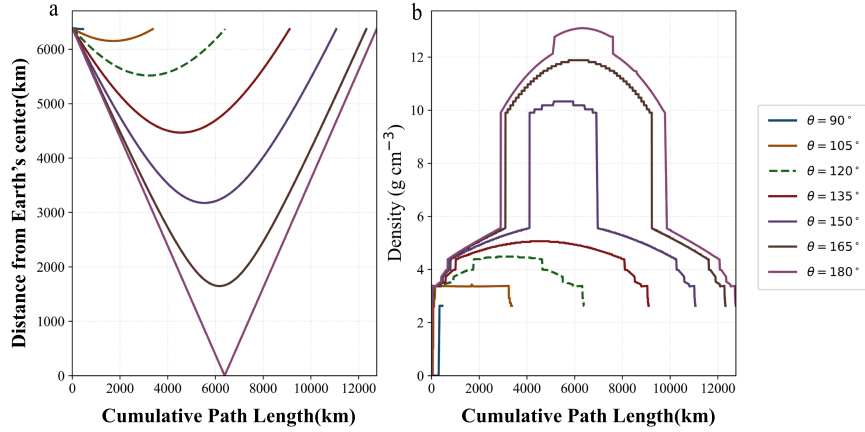 a
Distance from Earth's center(km)
6000
5000
4000
3000
2000
1000
0
0 2000 4000 6000 8000 10000 12000
Cumulative Path Length(km)
b
Density (g cm⁻³)
12
10
8
6
4
2
0
0 2000 4000 6000 8000 10000 12000
Cumulative Path Length(km)
θ = 90°
θ = 105°
θ = 120°
θ = 135°
θ = 150°
θ = 165°
θ = 180°